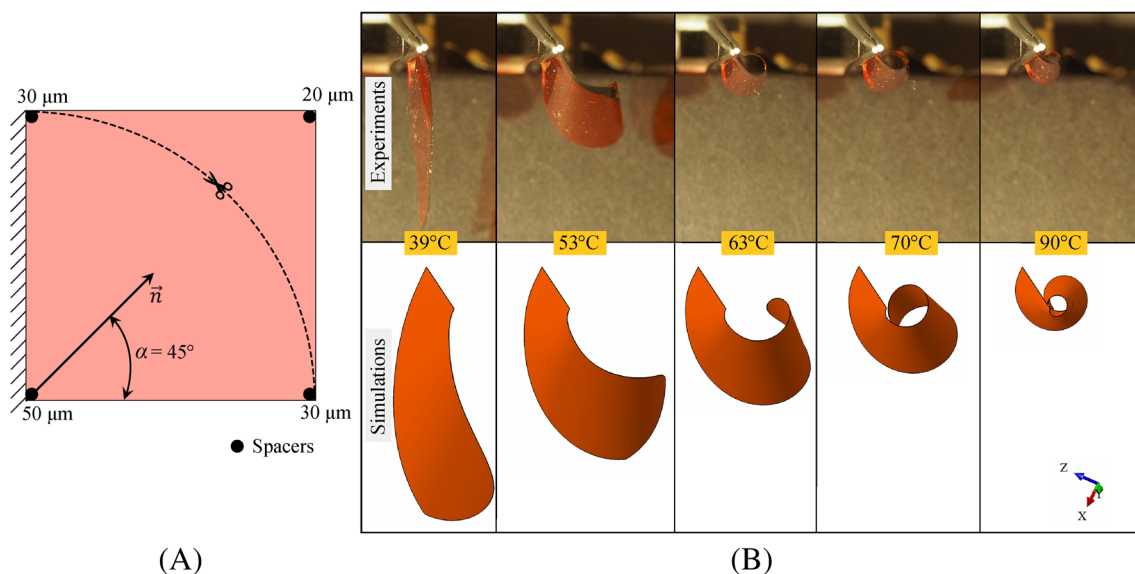 30 μm
20 μm
n
α = 45°
50 μm
30 μm
Spacers
(A)
Experiments
39°C
53°C
63°C
70°C
90°C
Simulations
Z
Y
X
(B)